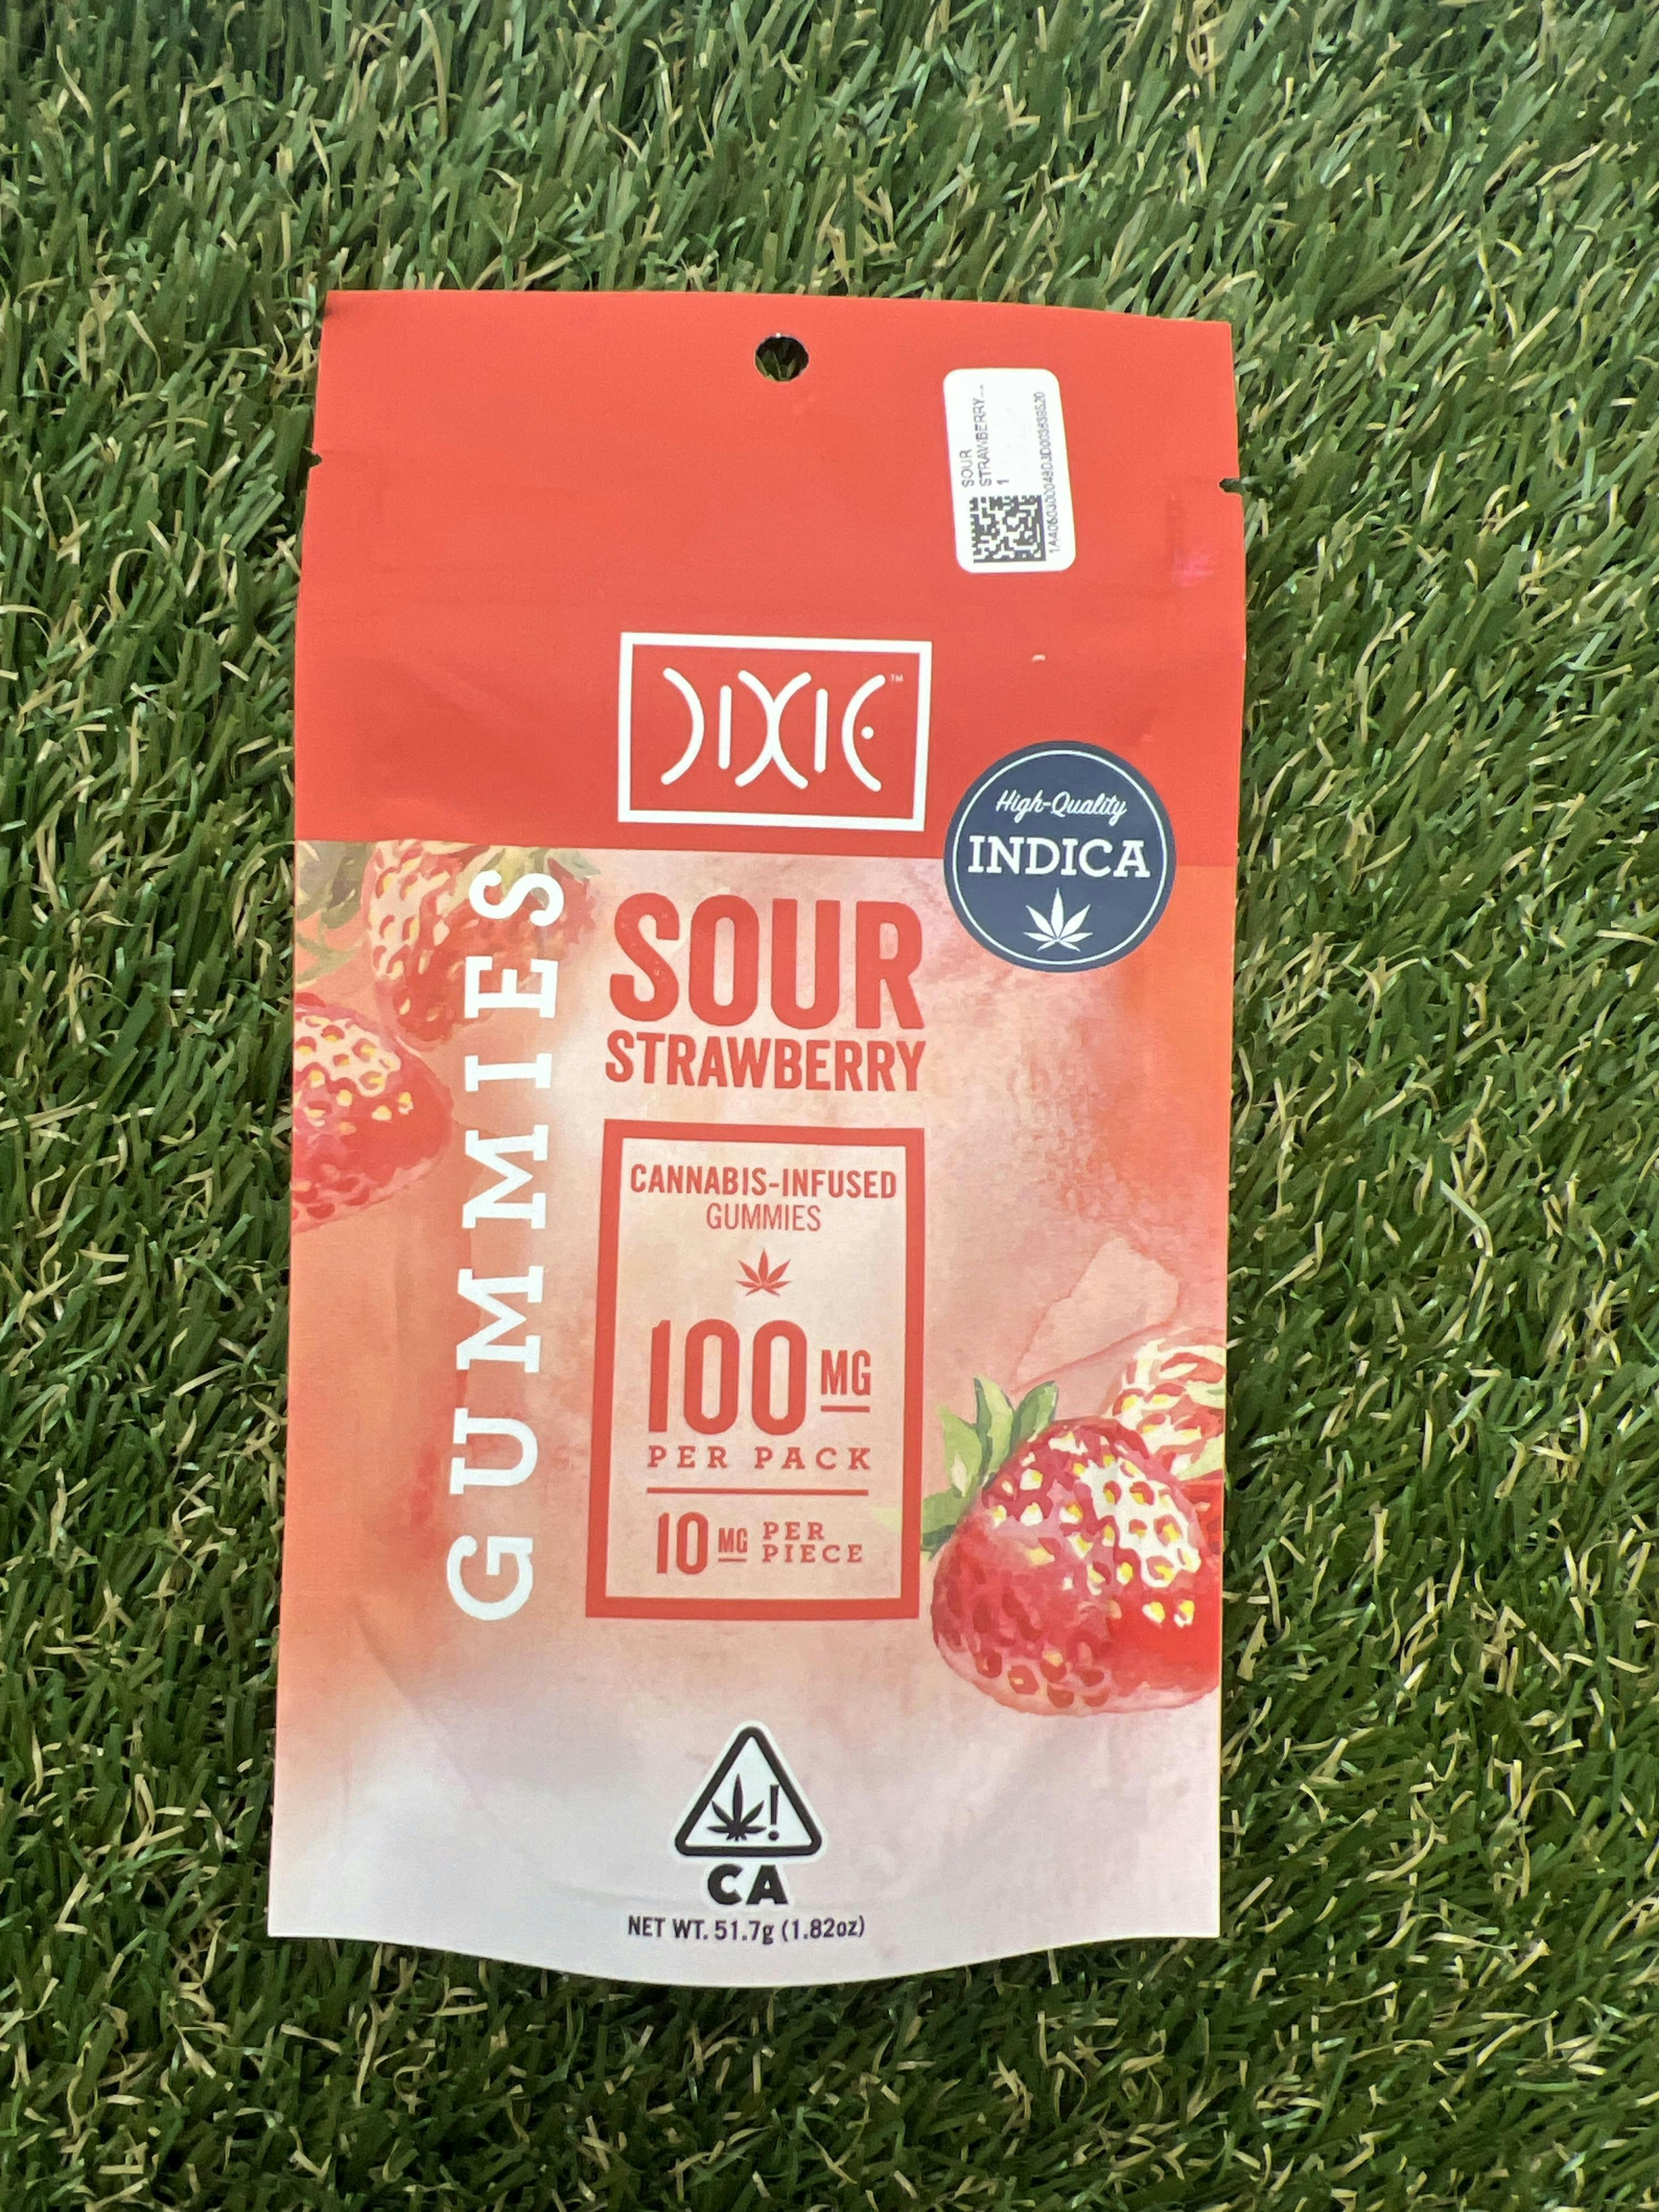 SOUR
STRAWBERRY...
1
DIXIE™
High-Quality
INDICA
GUMMIES
SOUR
STRAWBERRY
CANNABIS-INFUSED
GUMMIES
100 MG
PER PACK
10 MG PER
PIECE
CA
NET WT. 51.7g (1.82oz)